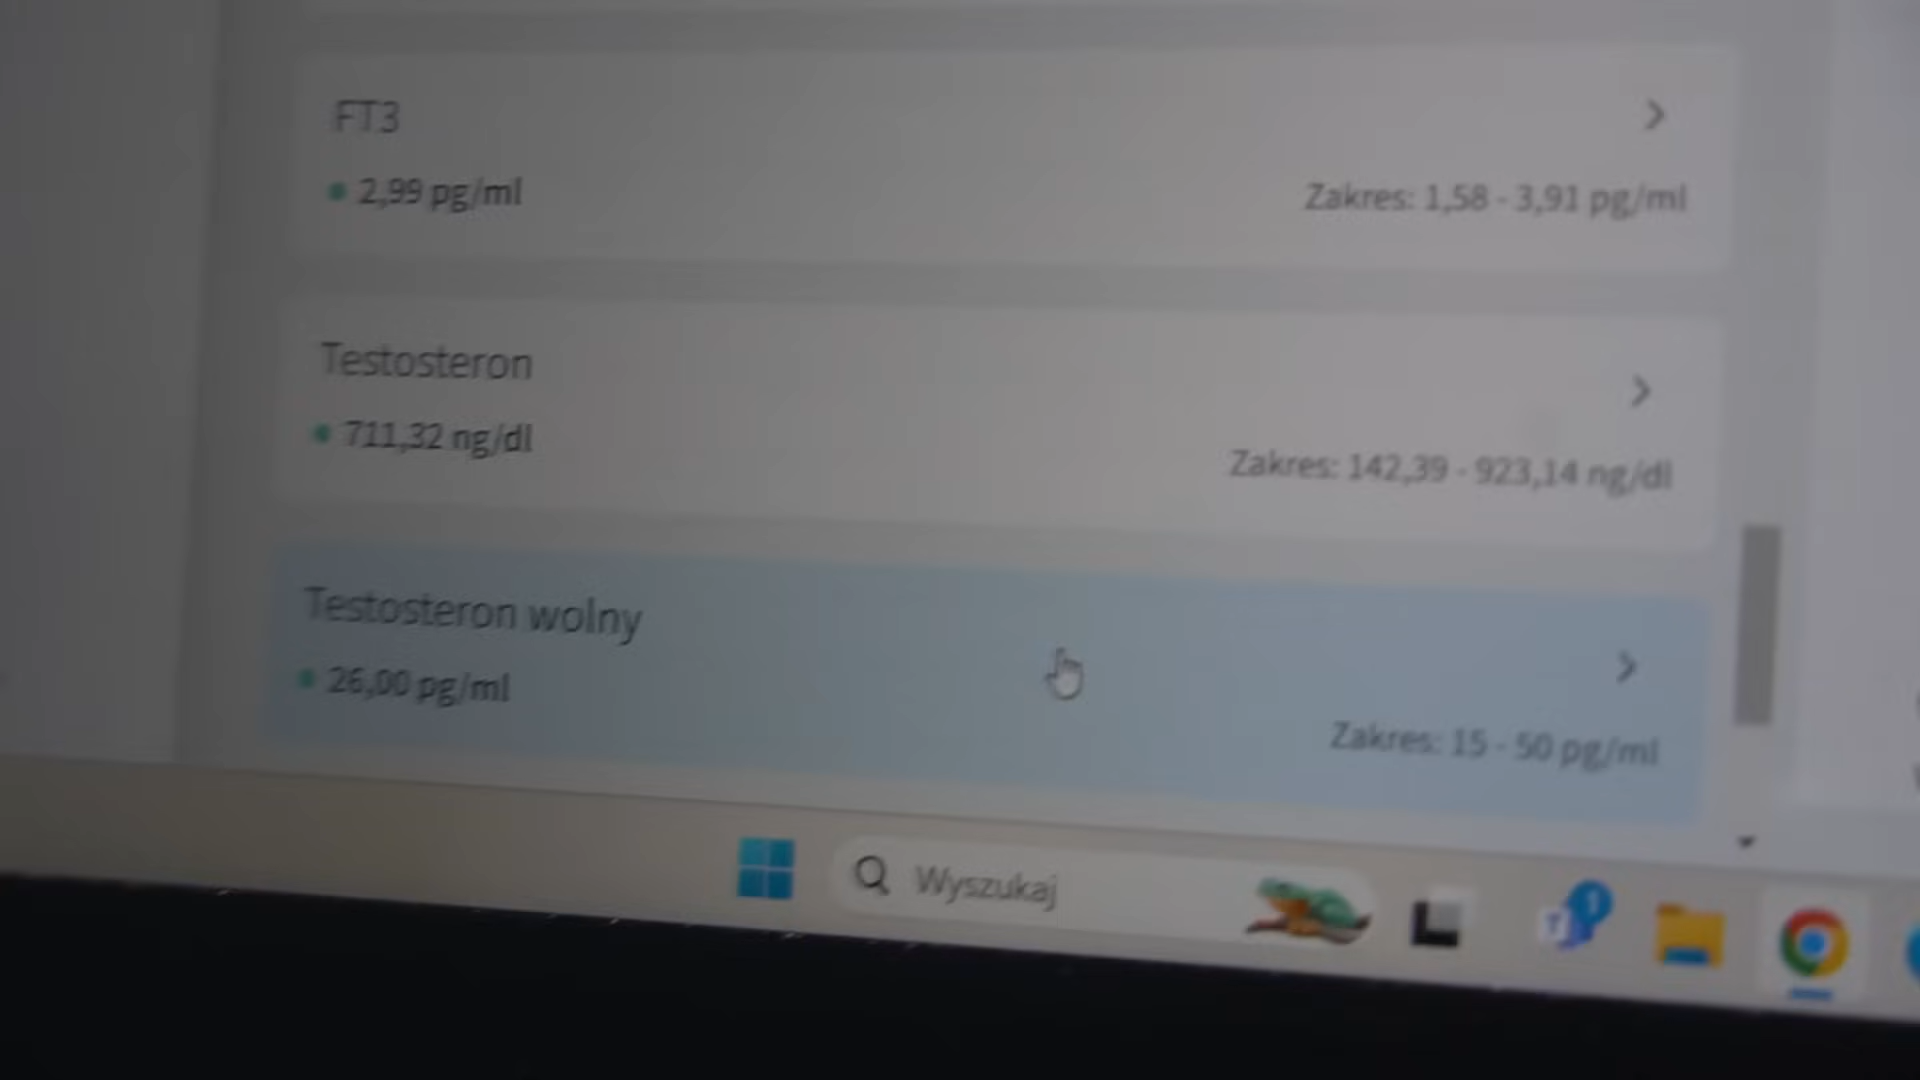 FT3
2,99 pg/ml
Zakres: 1,58 - 3,91 pg/ml
Testosteron
711,32 ng/dl
Zakres: 142,39 - 923,14 ng/dl
Testosteron wolny
26,00 pg/ml
Zakres: 15 - 50 pg/ml
Wyszukaj
1
T